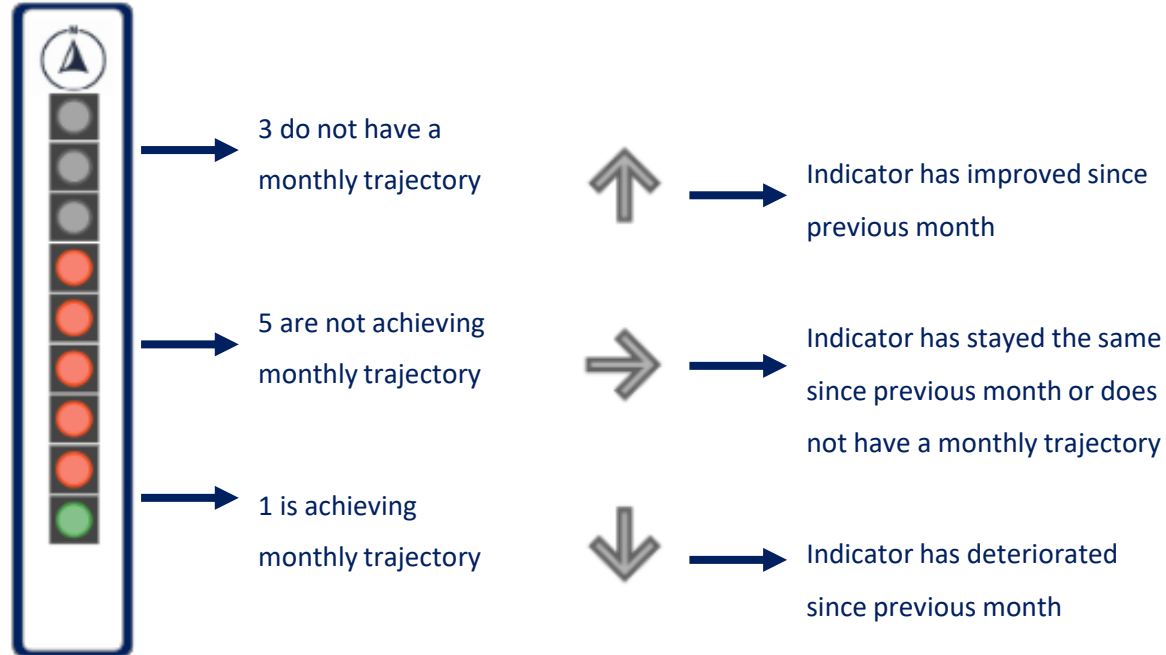 N
3 do not have a
monthly trajectory
5 are not achieving
monthly trajectory
1 is achieving
monthly trajectory
Indicator has improved since
previous month
Indicator has stayed the same
since previous month or does
not have a monthly trajectory
Indicator has deteriorated
since previous month